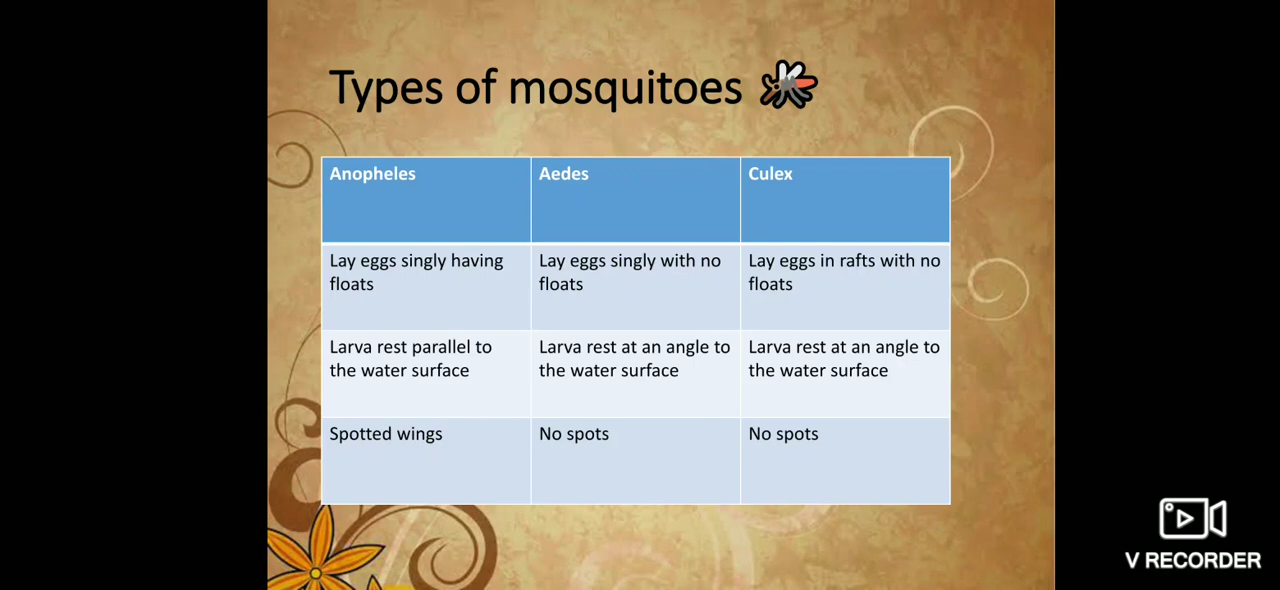 Types of mosquitoes
Anopheles
Aedes
Culex
Lay eggs singly having
floats
Lay eggs singly with no
floats
Lay eggs in rafts with no
floats
Larva rest parallel to
the water surface
Larva rest at an angle to
the water surface
Larva rest at an angle to
the water surface
Spotted wings
No spots
No spots
V RECORDER